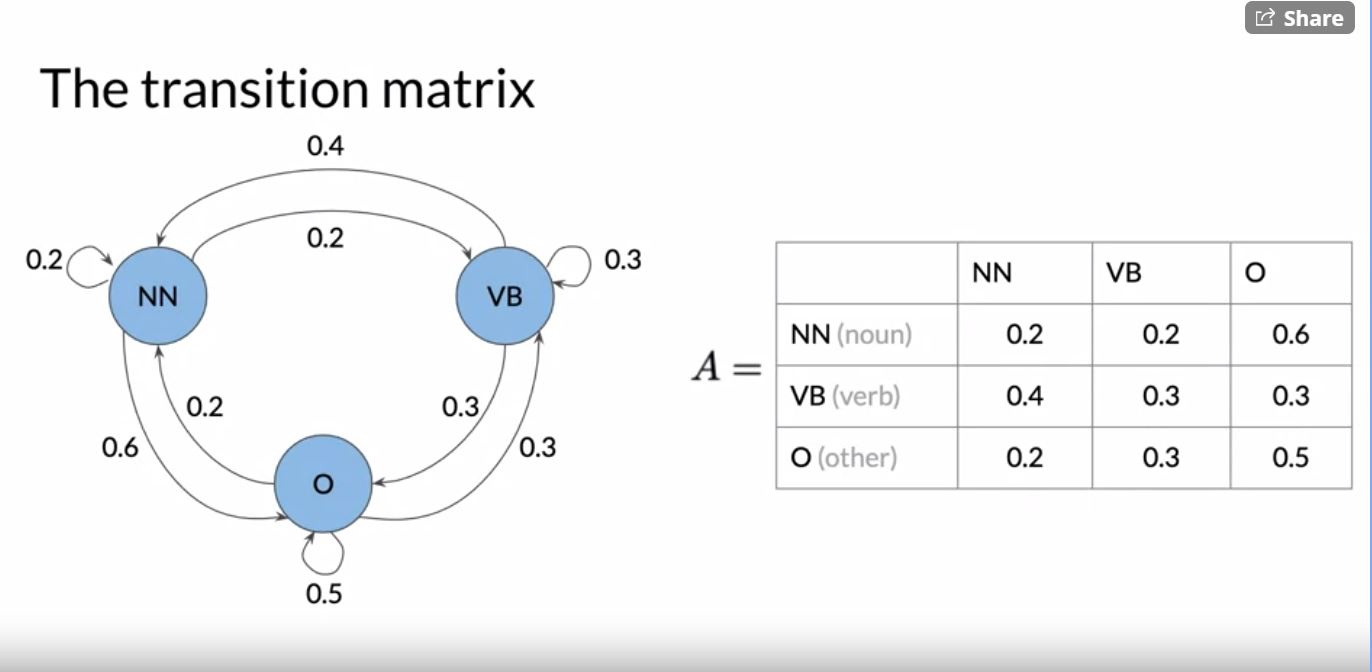 Share
The transition matrix
0.4
0.2
0.2
0.3
NN
VB
0.2
0.3
0.6
0.3
O
0.5
A =
NN VB O
NN (noun) 0.2 0.2 0.6
VB (verb) 0.4 0.3 0.3
O (other) 0.2 0.3 0.5